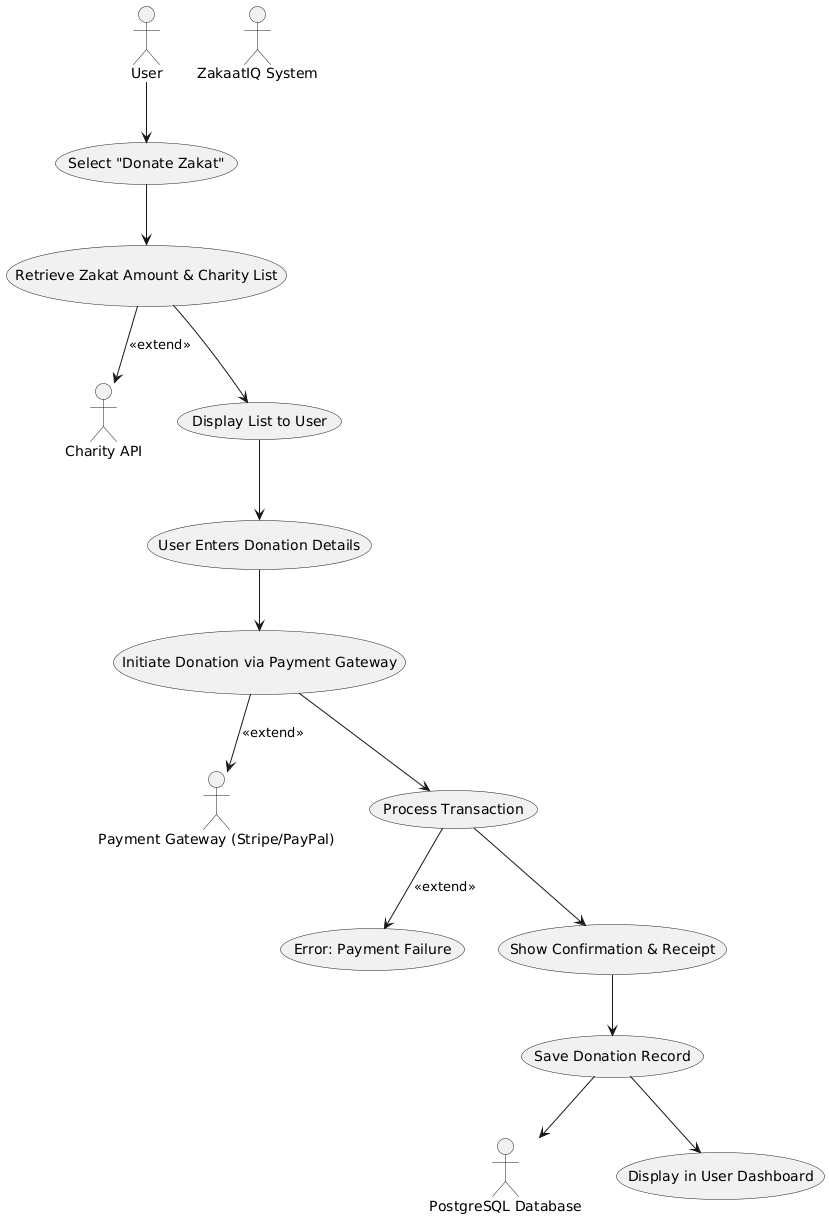 User
ZakaatIQ System
Select "Donate Zakat"
Retrieve Zakat Amount & Charity List
«extend»
Charity API
Display List to User
User Enters Donation Details
Initiate Donation via Payment Gateway
«extend»
Payment Gateway (Stripe/PayPal)
Process Transaction
«extend»
Error: Payment Failure
Show Confirmation & Receipt
Save Donation Record
PostgreSQL Database
Display in User Dashboard